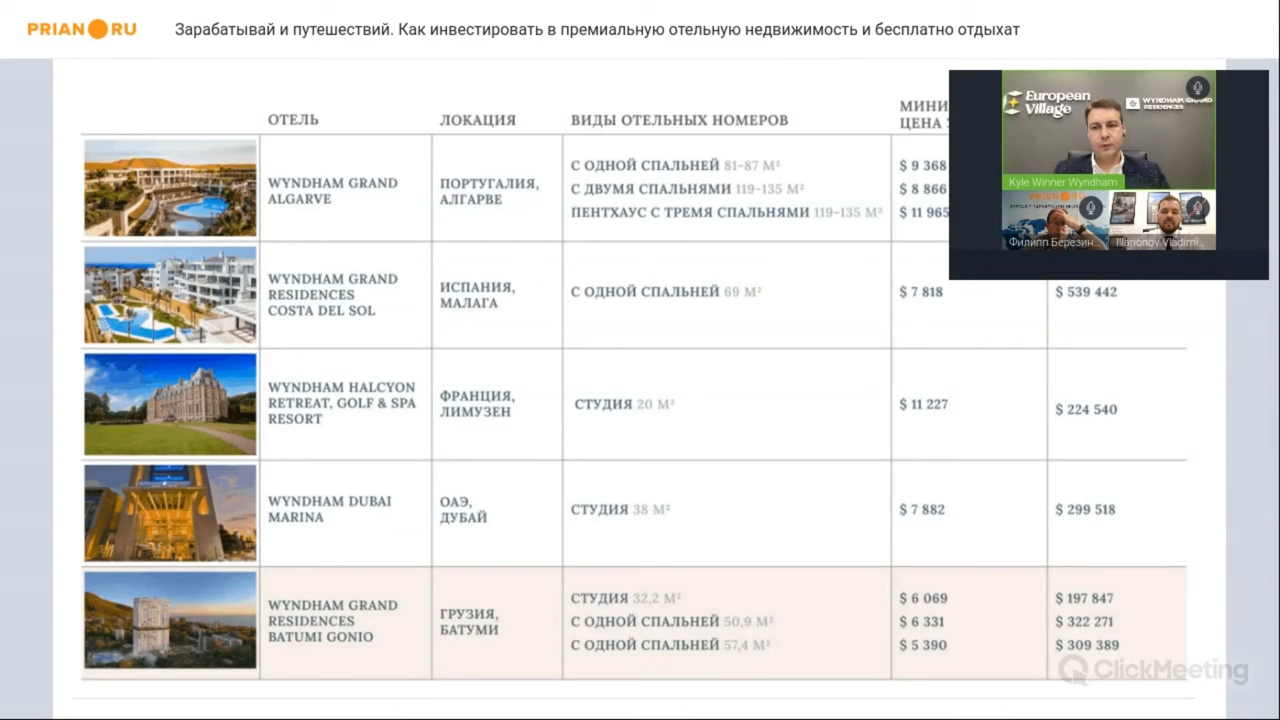 PRIAN RU
Зарабатывай и путешествий. Как инвестировать в премиальную отельную недвижимость и бесплатно отдыхат
ОТЕЛЬ
ЛОКАЦИЯ
ВИДЫ ОТЕЛЬНЫХ НОМЕРОВ
ЦЕНА
European
Village
WYNDHAM GRAND
RESIDENCES
Kyle Winner Wyndham
Филипп Березин...
Illarionov Vladimi...
WYNDHAM GRAND
ALGARVE
ПОРТУГАЛИЯ,
АЛГАРВЕ
С ОДНОЙ СПАЛЬНЕЙ 81-87 М²
$ 9 368
С ДВУМЯ СПАЛЬНЯМИ 119-135 М²
$ 8 866
ПЕНТХАУС С ТРЕМЯ СПАЛЬНЯМИ 119-135 М²
$ 11 965
WYNDHAM GRAND
RESIDENCES
COSTA DEL SOL
ИСПАНИЯ,
МАЛАГА
С ОДНОЙ СПАЛЬНЕЙ 69 М²
$ 7 818
$ 539 442
WYNDHAM HALCYON
RETREAT, GOLF & SPA
RESORT
ФРАНЦИЯ,
ЛИМУЗЕН
СТУДИЯ 20 М²
$ 11 227
$ 224 540
WYNDHAM DUBAI
MARINA
ОАЭ,
ДУБАЙ
СТУДИЯ 38 М²
$ 7 882
$ 299 518
WYNDHAM GRAND
RESIDENCES
BATUMI GONIO
ГРУЗИЯ,
БАТУМИ
СТУДИЯ 32,2 М²
$ 6 069
$ 197 847
С ОДНОЙ СПАЛЬНЕЙ 50,9 М²
$ 6 331
$ 322 271
С ОДНОЙ СПАЛЬНЕЙ 57,4 М²
$ 5 390
$ 309 389
ClickMeeting